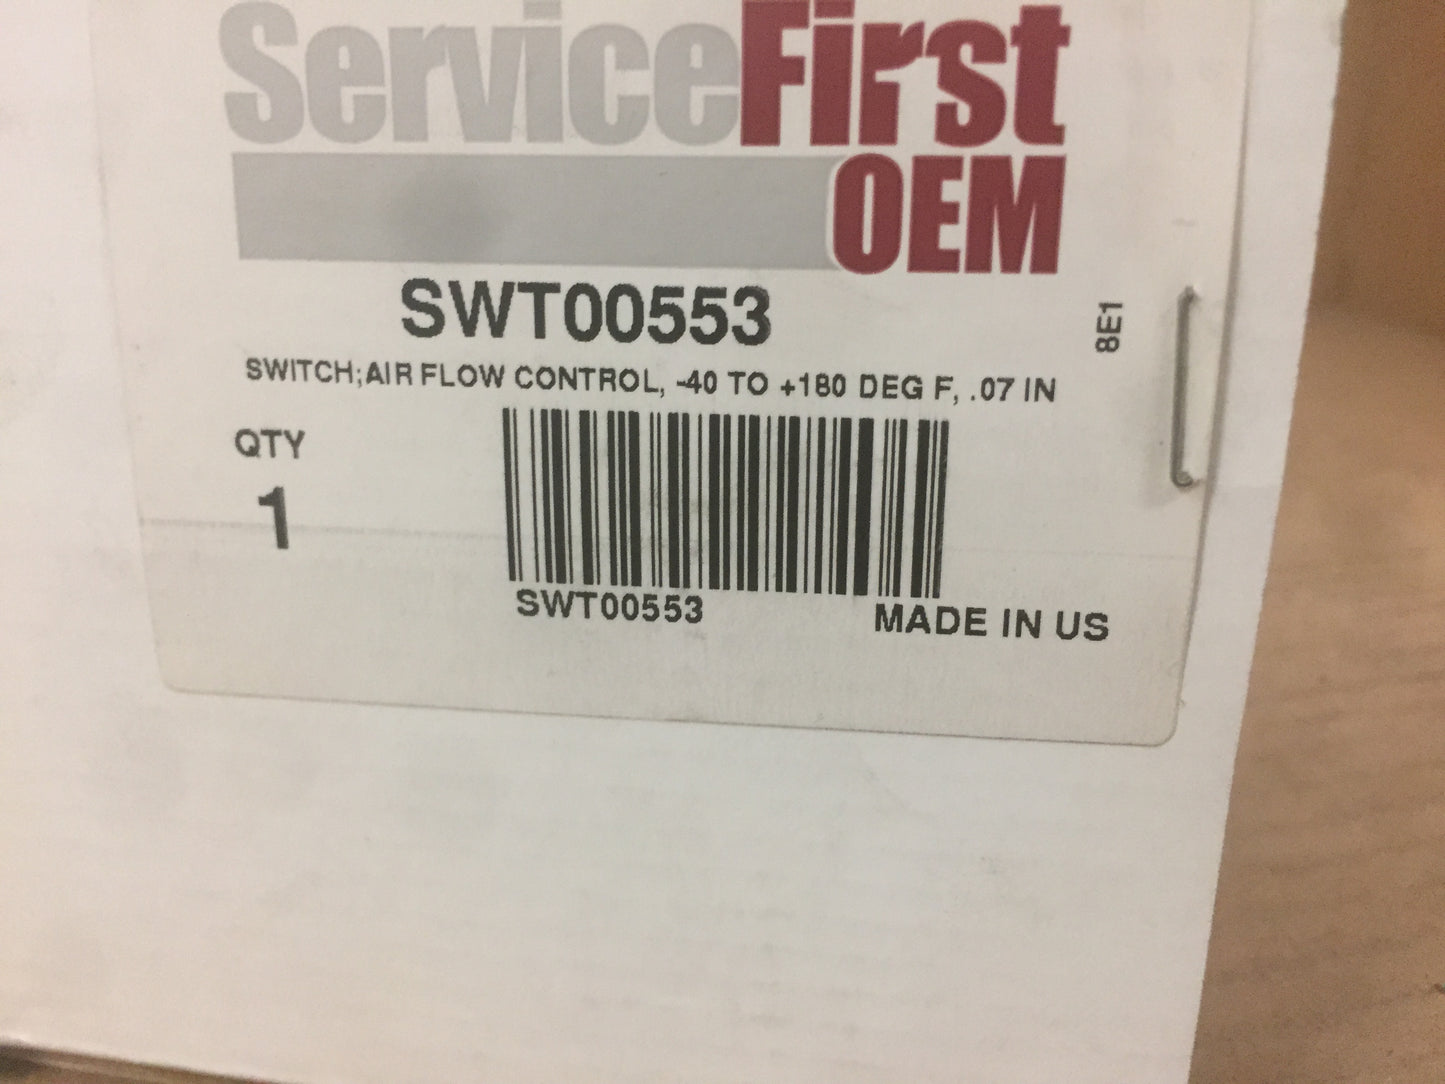 ServiceFirst
OEM
SWT00553
8E1
SWITCH;AIR FLOW CONTROL, -40 TO +180 DEG F, .07 IN
QTY
1
SWT00553
MADE IN US